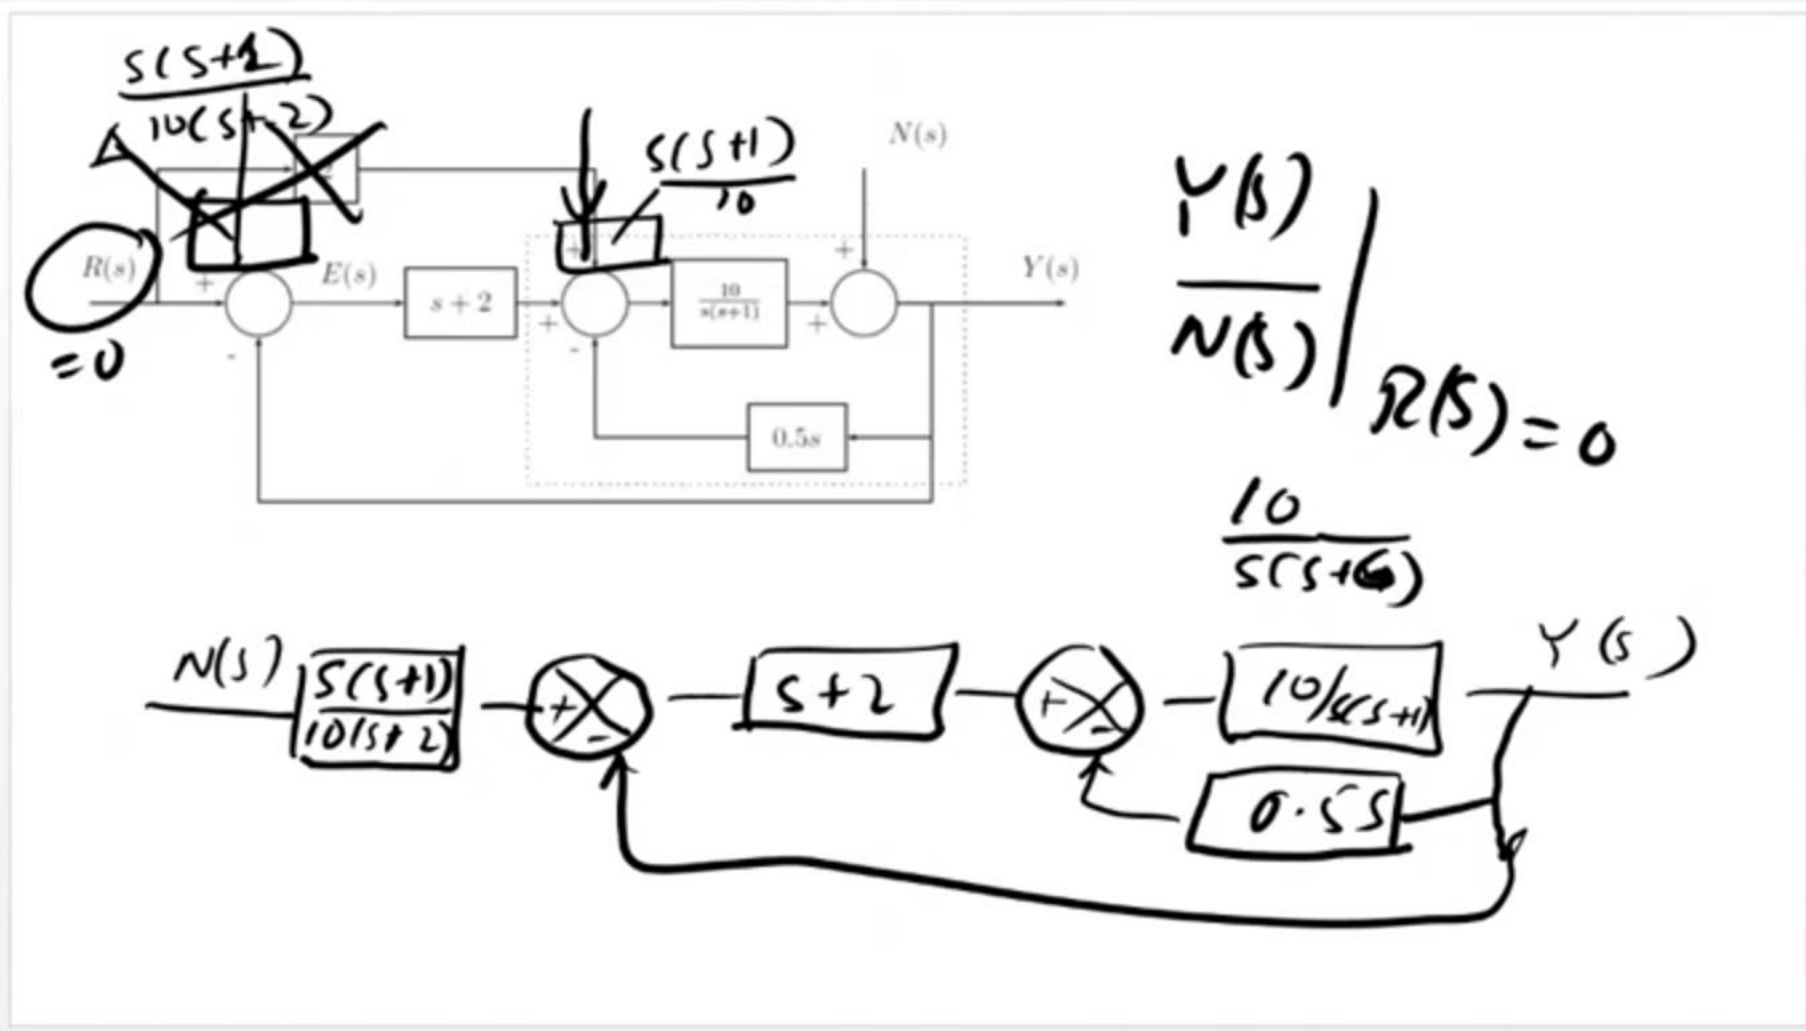 s(s+1)
10(s+2)
s(s+1)
10
N(s)
R(s)
=0
+
E(s)
s + 2
+
+
-
10
s(s+1)
+
+
Y(s)
-
0.5s
Y(s)
N(s)
R(s)=0
10
s(s+6)
N(s)
s(s+1)
10(s+2)
+
-
s+2
+
-
10/s(s+1)
Y(s)
0.5s